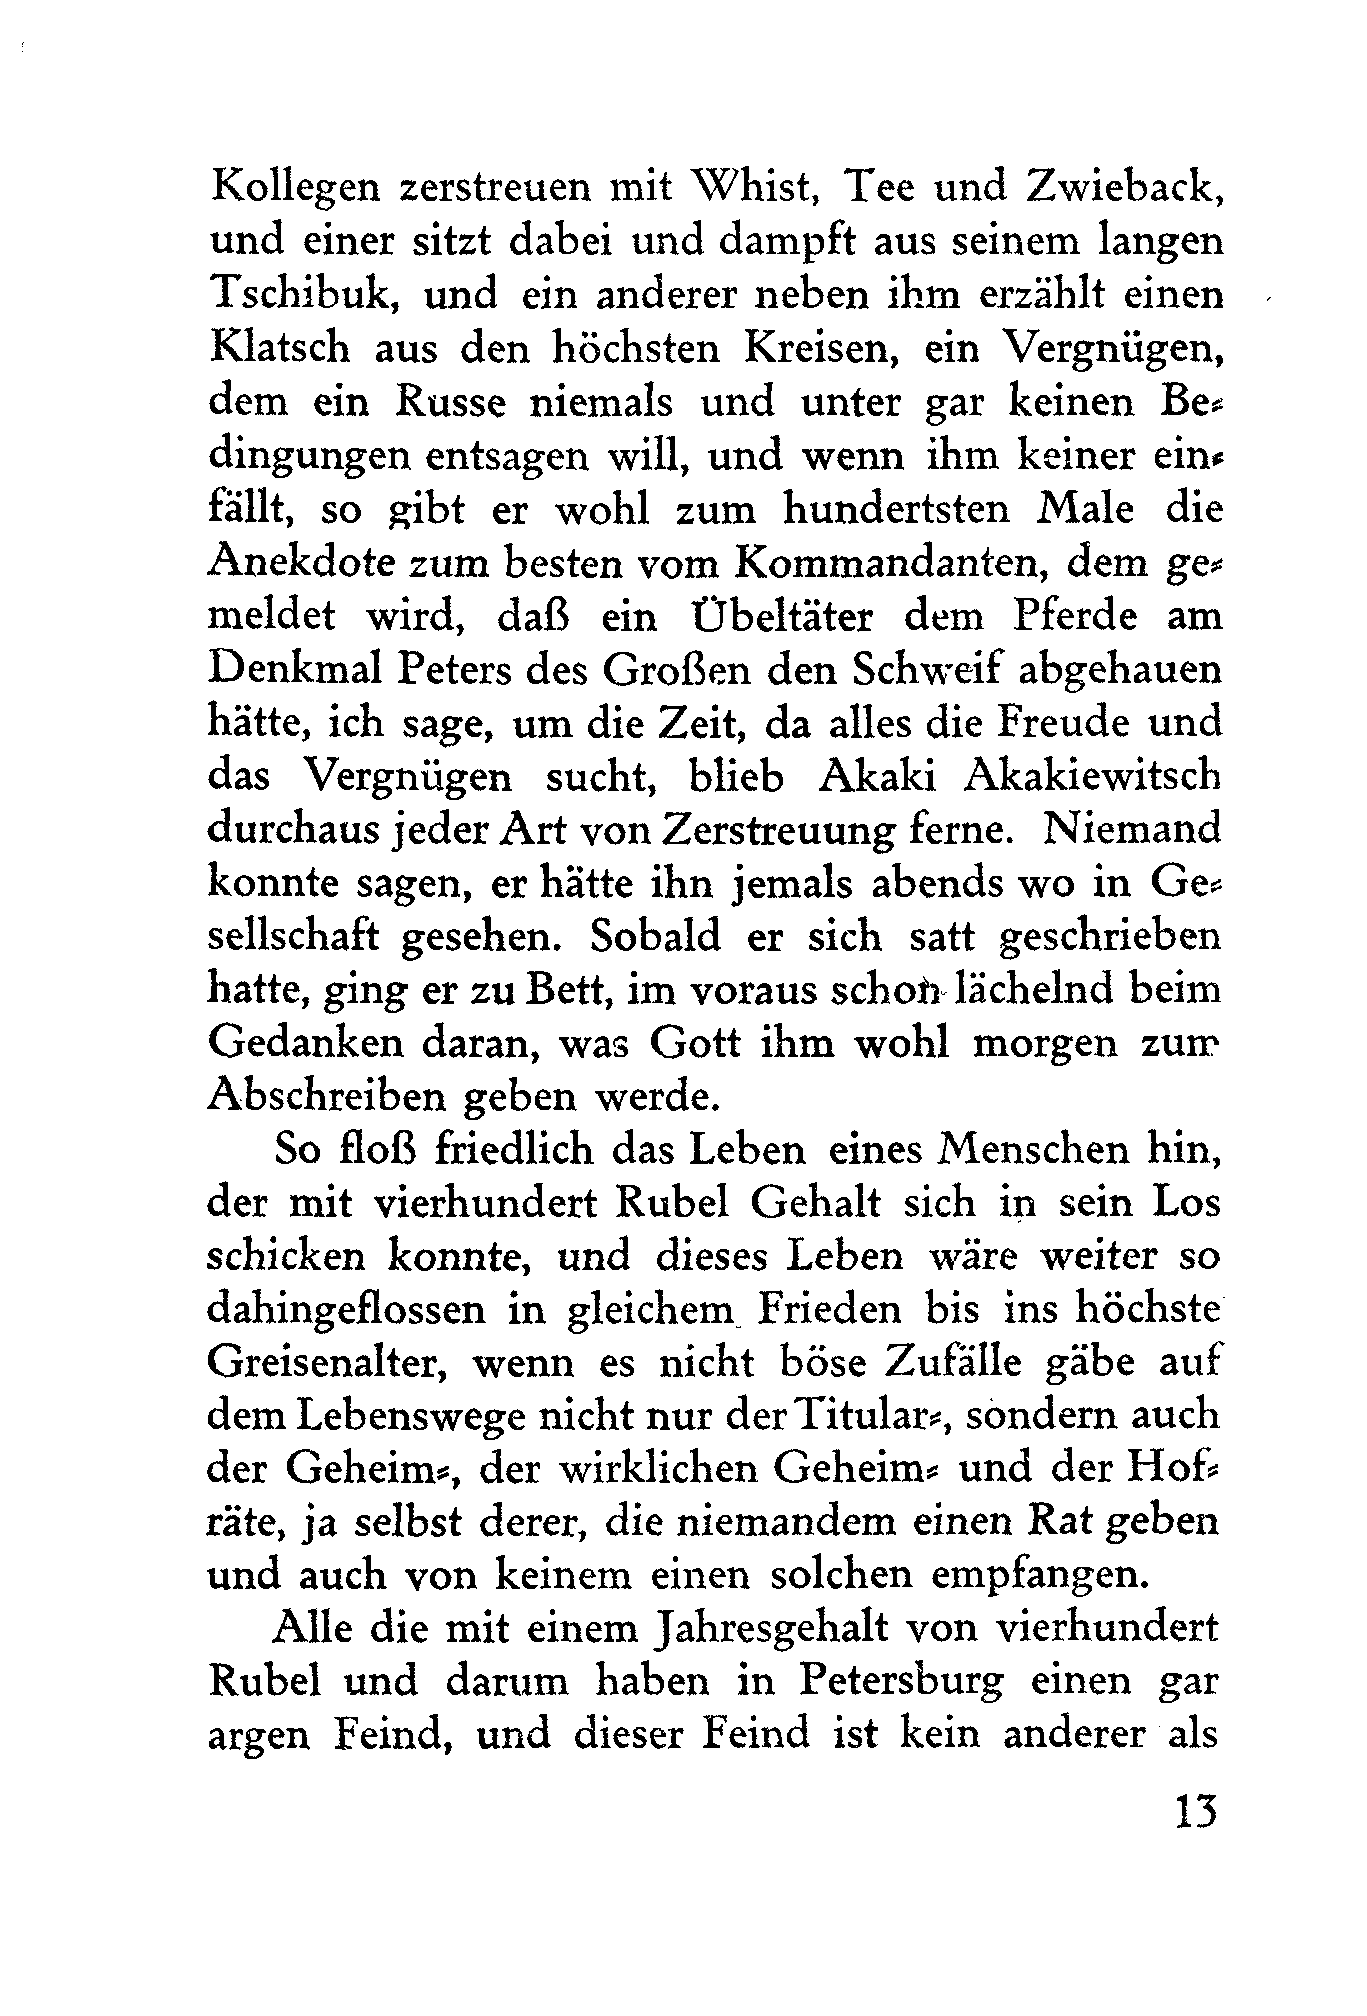 Kollegen zerstreuen mit Whist, Tee und Zwieback,
und einer sitzt dabei und dampft aus seinem langen
Tschibuk, und ein anderer neben ihm erzählt einen
Klatsch aus den höchsten Kreisen, ein Vergnügen,
dem ein Russe niemals und unter gar keinen Be⸗
dingungen entsagen will, und wenn ihm keiner ein⸗
fällt, so gibt er wohl zum hundertsten Male die
Anekdote zum besten vom Kommandanten, dem ge⸗
meldet wird, daß ein Übeltäter dem Pferde am
Denkmal Peters des Großen den Schweif abgehauen
hätte, ich sage, um die Zeit, da alles die Freude und
das Vergnügen sucht, blieb Akaki Akakiewitsch
durchaus jeder Art von Zerstreuung ferne. Niemand
konnte sagen, er hätte ihn jemals abends wo in Ge⸗
sellschaft gesehen. Sobald er sich satt geschrieben
hatte, ging er zu Bett, im voraus schon lächelnd beim
Gedanken daran, was Gott ihm wohl morgen zum
Abschreiben geben werde.
So floß friedlich das Leben eines Menschen hin,
der mit vierhundert Rubel Gehalt sich in sein Los
schicken konnte, und dieses Leben wäre weiter so
dahingeflossen in gleichem Frieden bis ins höchste
Greisenalter, wenn es nicht böse Zufälle gäbe auf
dem Lebenswege nicht nur der Titular⸗, sondern auch
der Geheim⸗, der wirklichen Geheim⸗ und der Hof⸗
räte, ja selbst derer, die niemandem einen Rat geben
und auch von keinem einen solchen empfangen.
Alle die mit einem Jahresgehalt von vierhundert
Rubel und darum haben in Petersburg einen gar
argen Feind, und dieser Feind ist kein anderer als
13